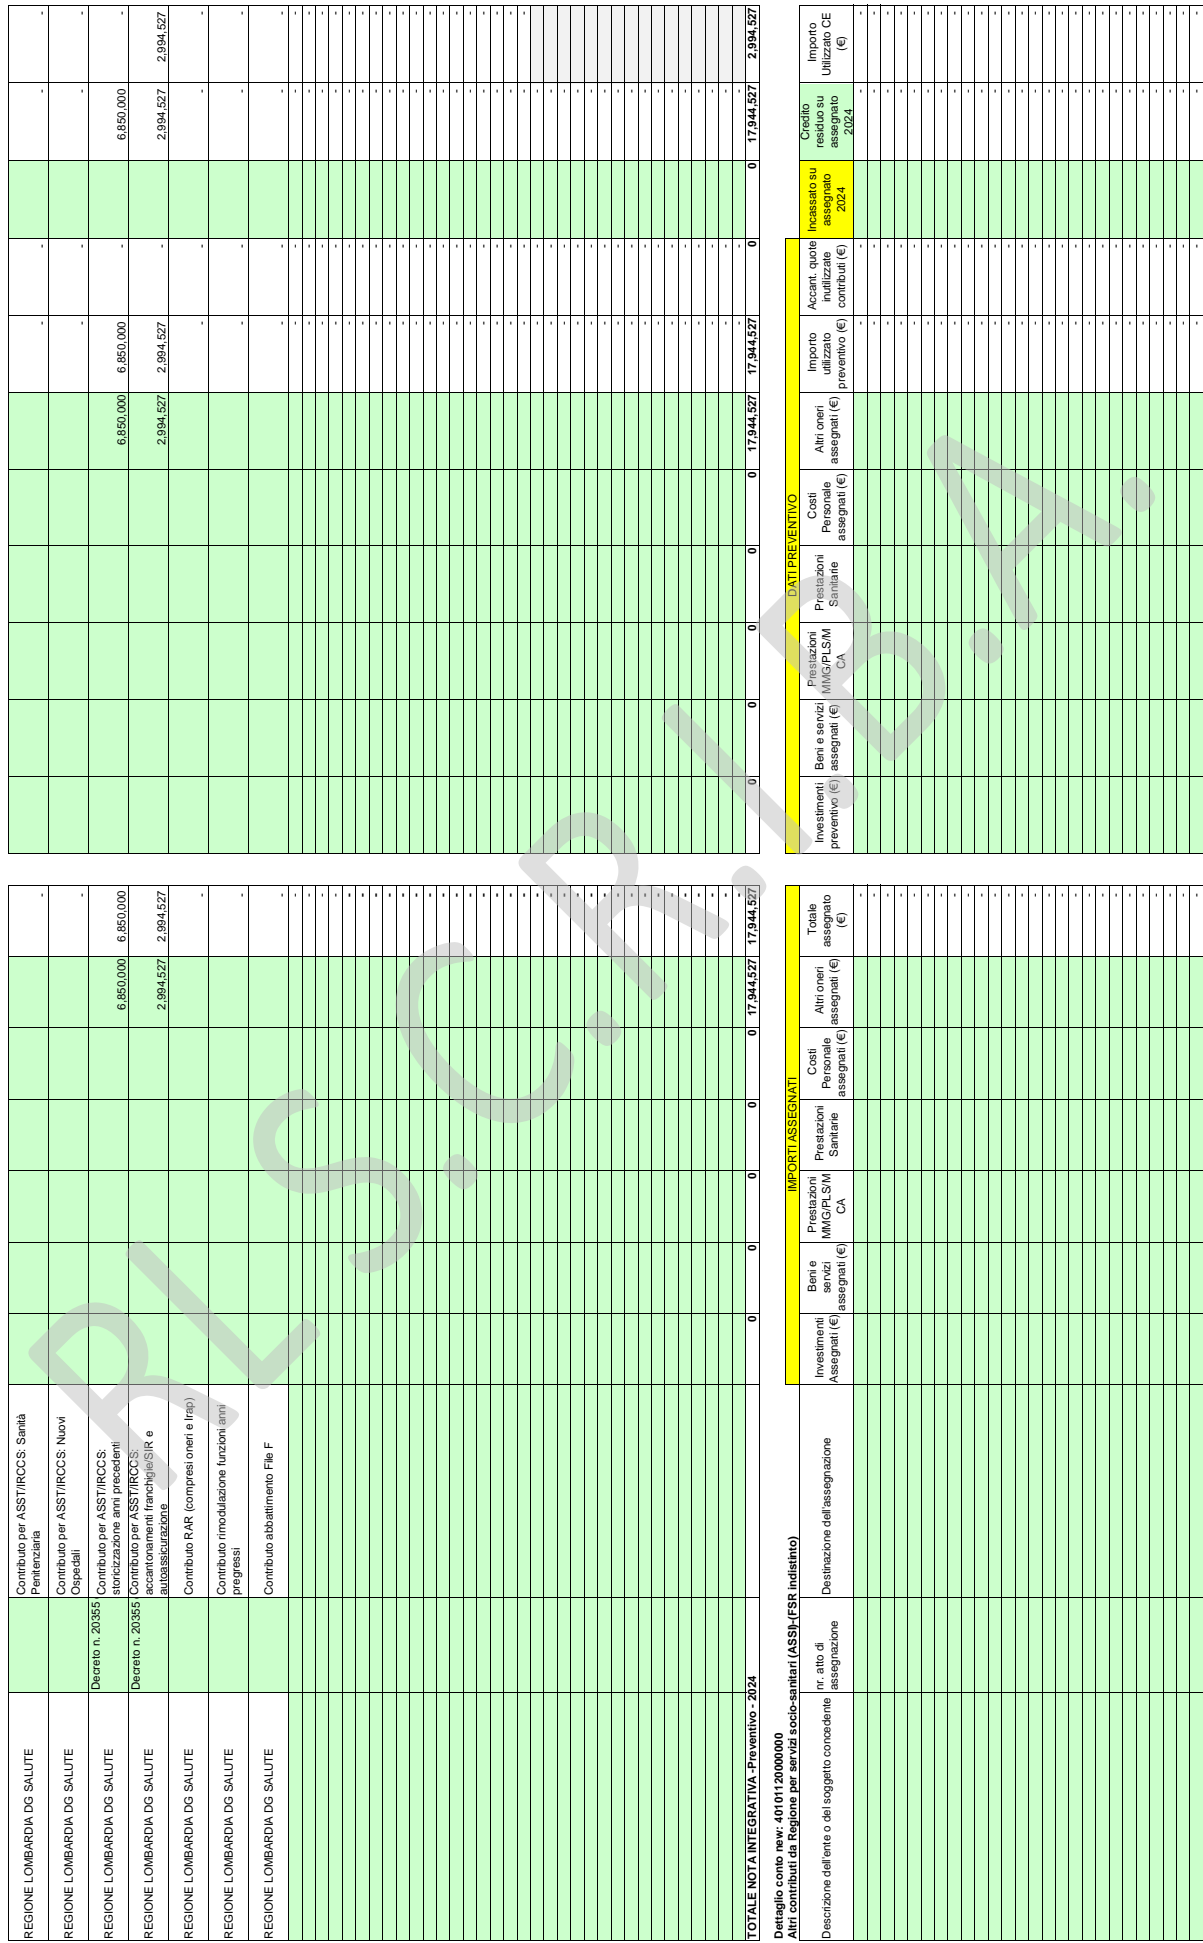 REGIONE LOMBARDIA DG SALUTE Contributo per ASST/IRCCS: Sanità Penitenziaria - - - - -
REGIONE LOMBARDIA DG SALUTE Contributo per ASST/IRCCS: Nuovi Ospedali - - - - -
REGIONE LOMBARDIA DG SALUTE Decreto n. 20355 Contributo per ASST/IRCCS: storicizzazione anni precedenti 6,850,000 6,850,000 6,850,000 6,850,000 - 6,850,000 -
REGIONE LOMBARDIA DG SALUTE Decreto n. 20355 Contributo per ASST/IRCCS: accantonamenti franchigie/SIR e autoassicurazione 2,994,527 2,994,527 2,994,527 2,994,527 - 2,994,527 2,994,527
REGIONE LOMBARDIA DG SALUTE Contributo RAR (compresi oneri e Irap) - - - - -
REGIONE LOMBARDIA DG SALUTE Contributo rimodulazione funzioni anni pregressi - - - - -
REGIONE LOMBARDIA DG SALUTE Contributo abbattimento File F - - - - -
TOTALE NOTA INTEGRATIVA -Preventivo - 2024 0 0 0 0 0 17,944,527 17,944,527 0 0 0 0 0 17,944,527 17,944,527 0 0 17,944,527 2,994,527
Dettaglio conto new: 40101120000000
Altri contributi da Regione per servizi socio-sanitari (ASSI)-(FSR indistinto)
IMPORTI ASSEGNATI DATI PREVENTIVO
Descrizione dell'ente o del soggetto concedente
nr. atto di assegnazione
Destinazione dell'assegnazione
Investimenti Assegnati (€)
Beni e servizi assegnati (€)
Prestazioni MMG/PLS/M CA
Prestazioni Sanitarie
Costi Personale assegnati (€)
Altri oneri assegnati (€)
Totale assegnato (€)
Investimenti preventivo (€)
Beni e servizi assegnati (€)
Prestazioni MMG/PLS/M CA
Prestazioni Sanitarie
Costi Personale assegnati (€)
Altri oneri assegnati (€)
Importo utilizzato preventivo (€)
Accant. quote inutilizzate contributi (€)
Incassato su assegnato 2024
Credito residuo su assegnato 2024
Importo Utilizzato CE (€)
RL S.C.R.I.B.A.